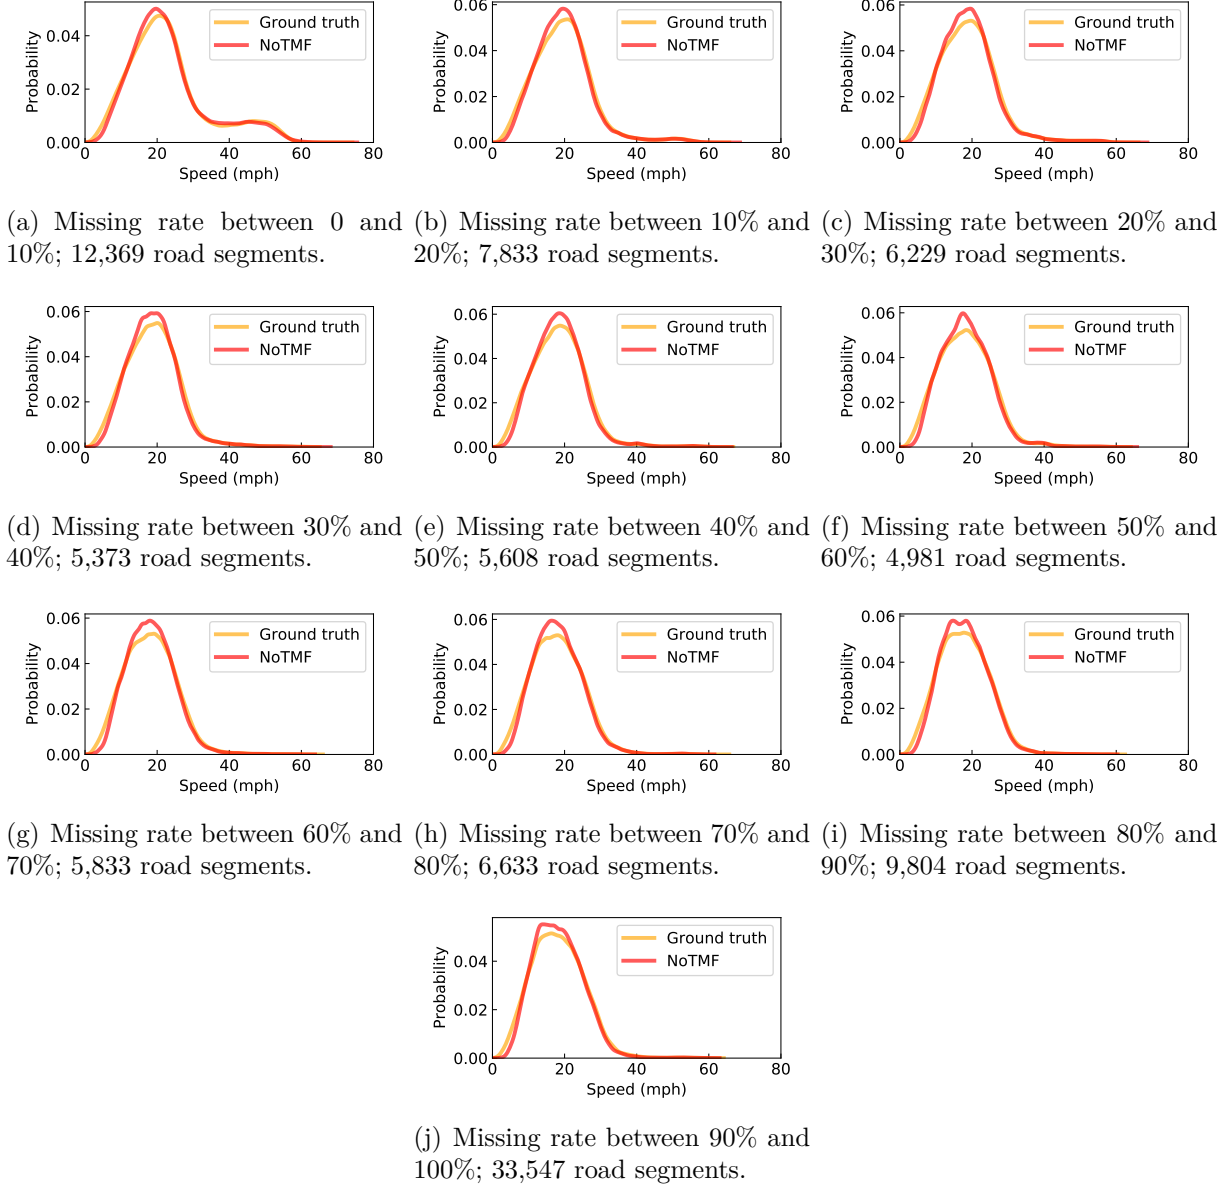 Probability
0.04
0.02
0.00
0
20
40
60
80
Speed (mph)
Ground truth
NoTMF
(a) Missing rate between 0 and
10%; 12,369 road segments.
Probability
0.06
0.04
0.02
0.00
0
20
40
60
80
Speed (mph)
Ground truth
NoTMF
(b) Missing rate between 10% and
20%; 7,833 road segments.
Probability
0.06
0.04
0.02
0.00
0
20
40
60
80
Speed (mph)
Ground truth
NoTMF
(c) Missing rate between 20% and
30%; 6,229 road segments.
Probability
0.06
0.04
0.02
0.00
0
20
40
60
80
Speed (mph)
Ground truth
NoTMF
(d) Missing rate between 30% and
40%; 5,373 road segments.
Probability
0.06
0.04
0.02
0.00
0
20
40
60
80
Speed (mph)
Ground truth
NoTMF
(e) Missing rate between 40% and
50%; 5,608 road segments.
Probability
0.06
0.04
0.02
0.00
0
20
40
60
80
Speed (mph)
Ground truth
NoTMF
(f) Missing rate between 50% and
60%; 4,981 road segments.
Probability
0.06
0.04
0.02
0.00
0
20
40
60
80
Speed (mph)
Ground truth
NoTMF
(g) Missing rate between 60% and
70%; 5,833 road segments.
Probability
0.06
0.04
0.02
0.00
0
20
40
60
80
Speed (mph)
Ground truth
NoTMF
(h) Missing rate between 70% and
80%; 6,633 road segments.
Probability
0.06
0.04
0.02
0.00
0
20
40
60
80
Speed (mph)
Ground truth
NoTMF
(i) Missing rate between 80% and
90%; 9,804 road segments.
Probability
0.04
0.02
0.00
0
20
40
60
80
Speed (mph)
Ground truth
NoTMF
(j) Missing rate between 90% and
100%; 33,547 road segments.